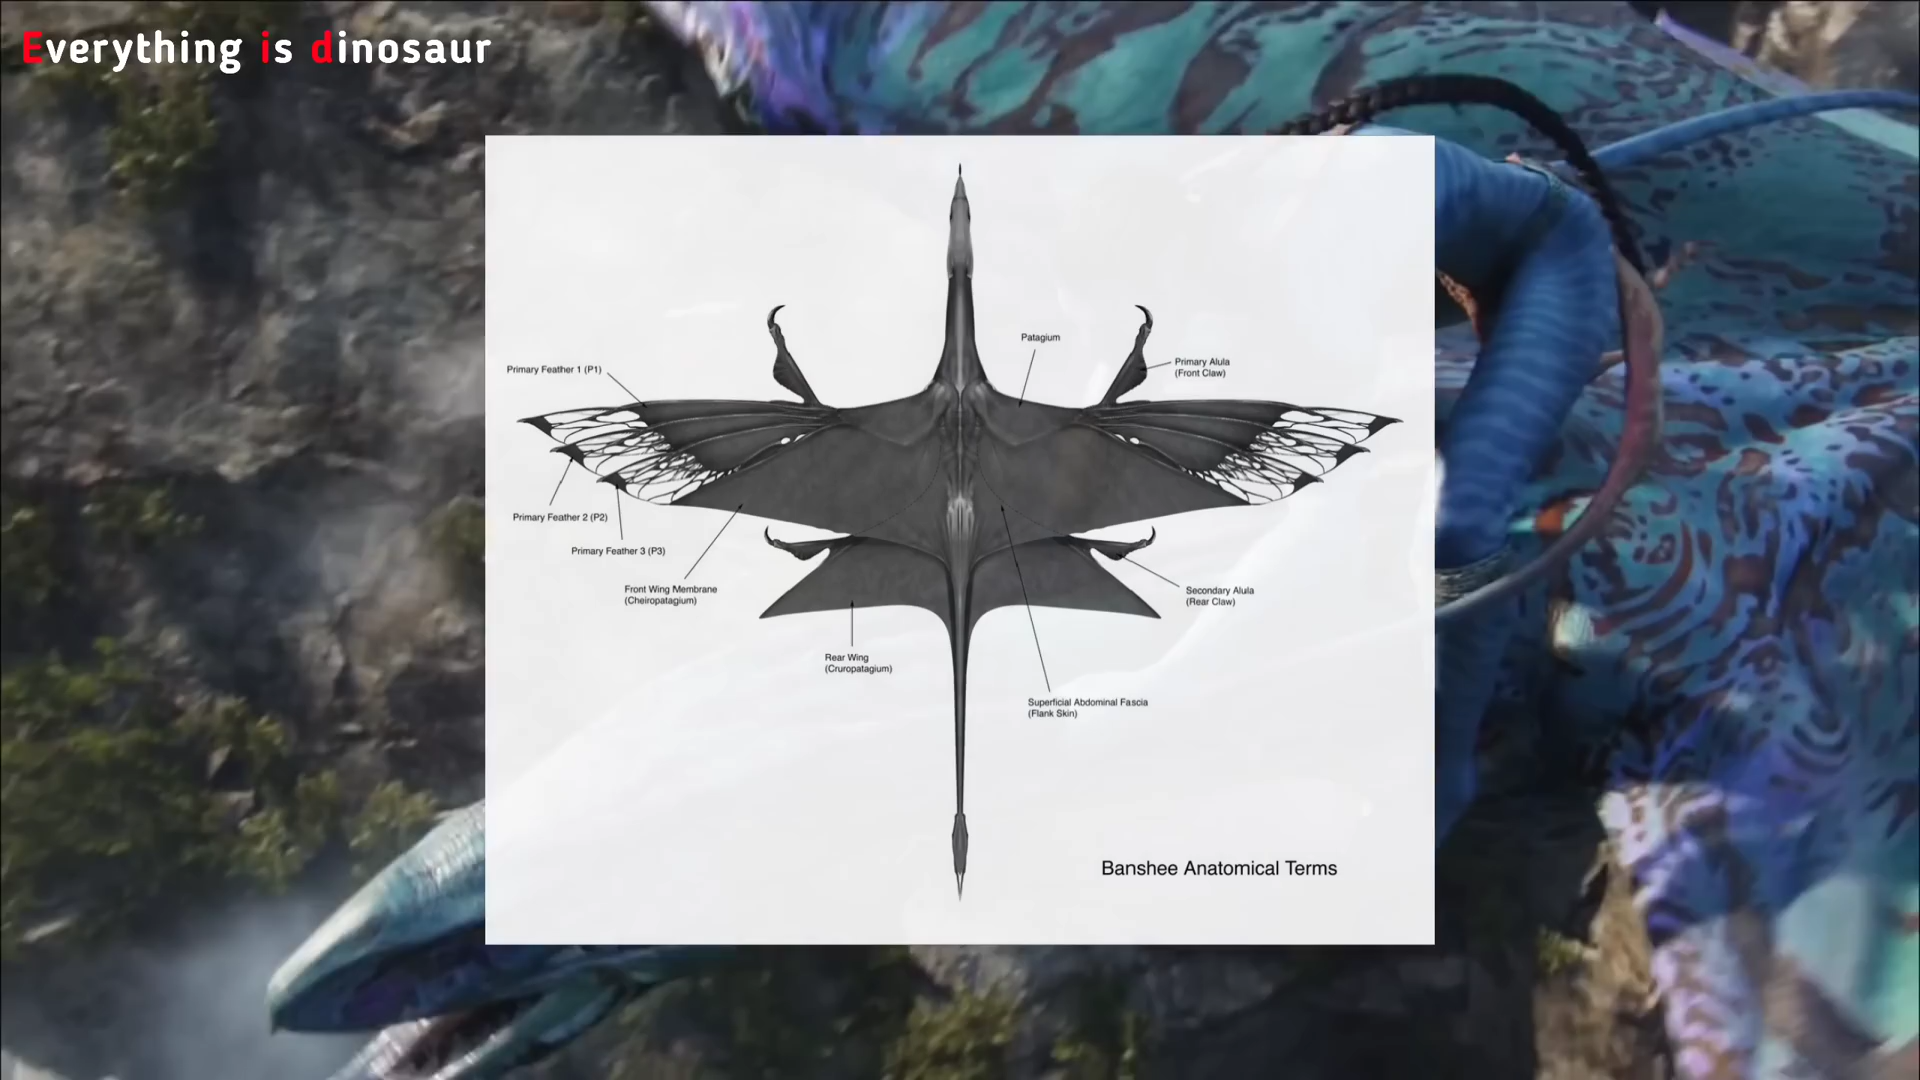 Everything is dinosaur
Patagium
Primary Alula
(Front Claw)
Primary Feather 1 (P1)
Primary Feather 2 (P2)
Primary Feather 3 (P3)
Front Wing Membrane
(Cheiropatagium)
Secondary Alula
(Rear Claw)
Rear Wing
(Cruropatagium)
Superficial Abdominal Fascia
(Flank Skin)
Banshee Anatomical Terms